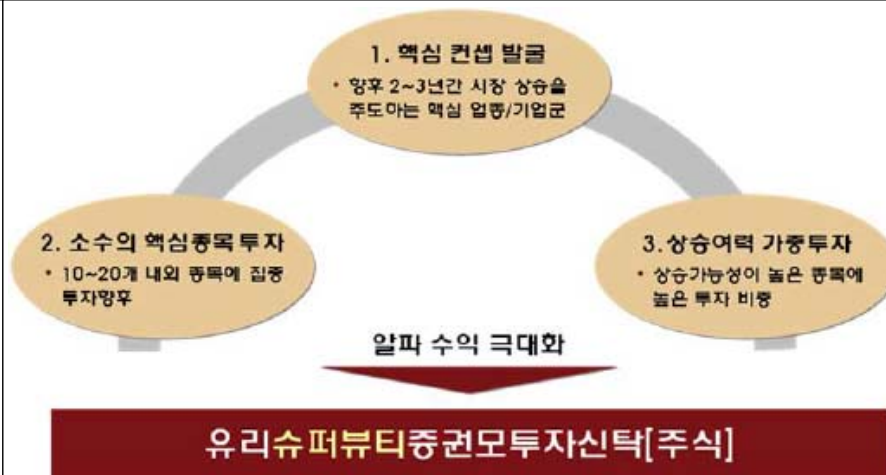 1. 핵심 컨셉 발굴
• 향후 2~3년간 시장 상승을
주도하는 핵심 업종/기업군
2. 소수의 핵심종목 투자
• 10~20개 내외 종목에 집중
투자향후
3. 상승여력 가중투자
• 상승가능성이 높은 종목에
높은 투자 비중
알파 수익 극대화
유리슈퍼뷰티증권모투자신탁[주식]